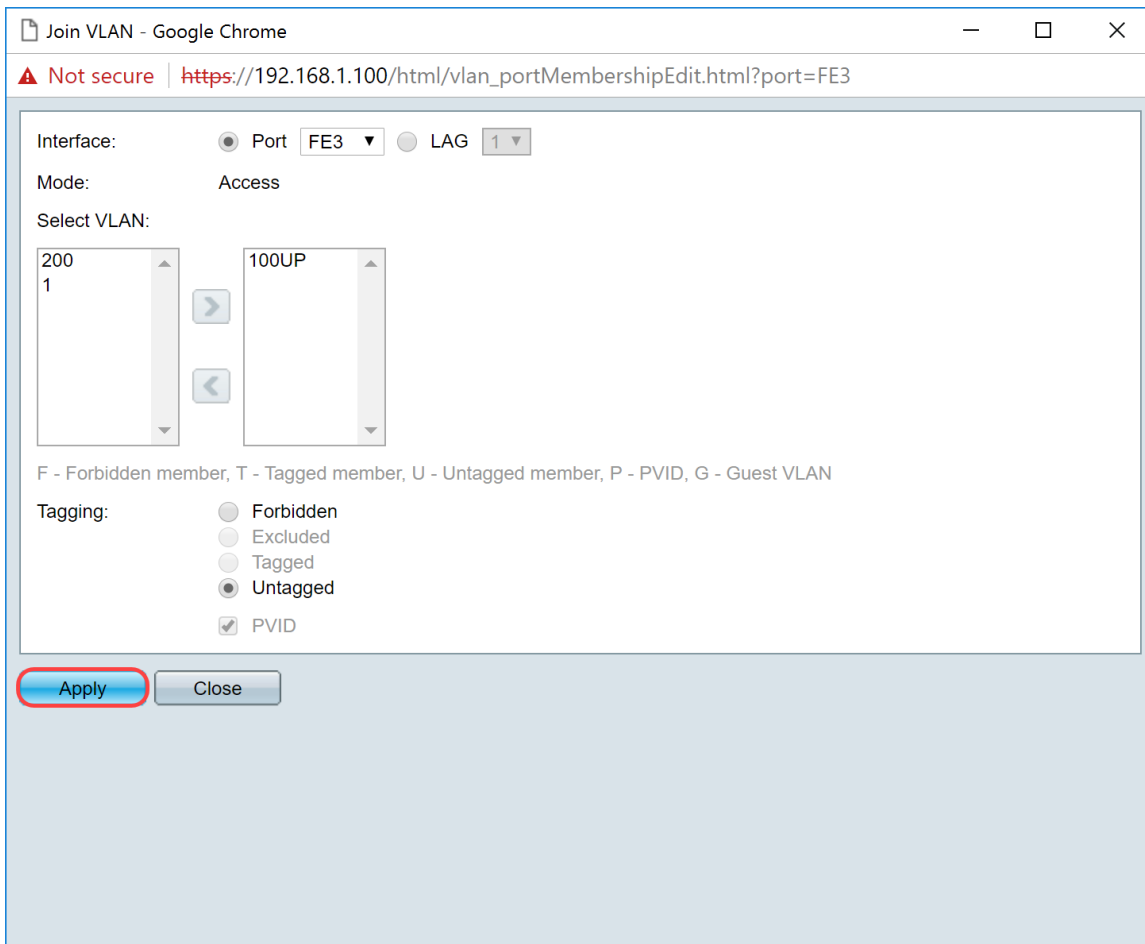 Join VLAN - Google Chrome
Not secure https://192.168.1.100/html/vlan_portMembershipEdit.html?port=FE3
Interface: Port FE3 LAG 1
Mode: Access
Select VLAN:
200 100UP
1
F - Forbidden member, T - Tagged member, U - Untagged member, P - PVID, G - Guest VLAN
Tagging: Forbidden
Excluded
Tagged
Untagged
PVID
Apply Close